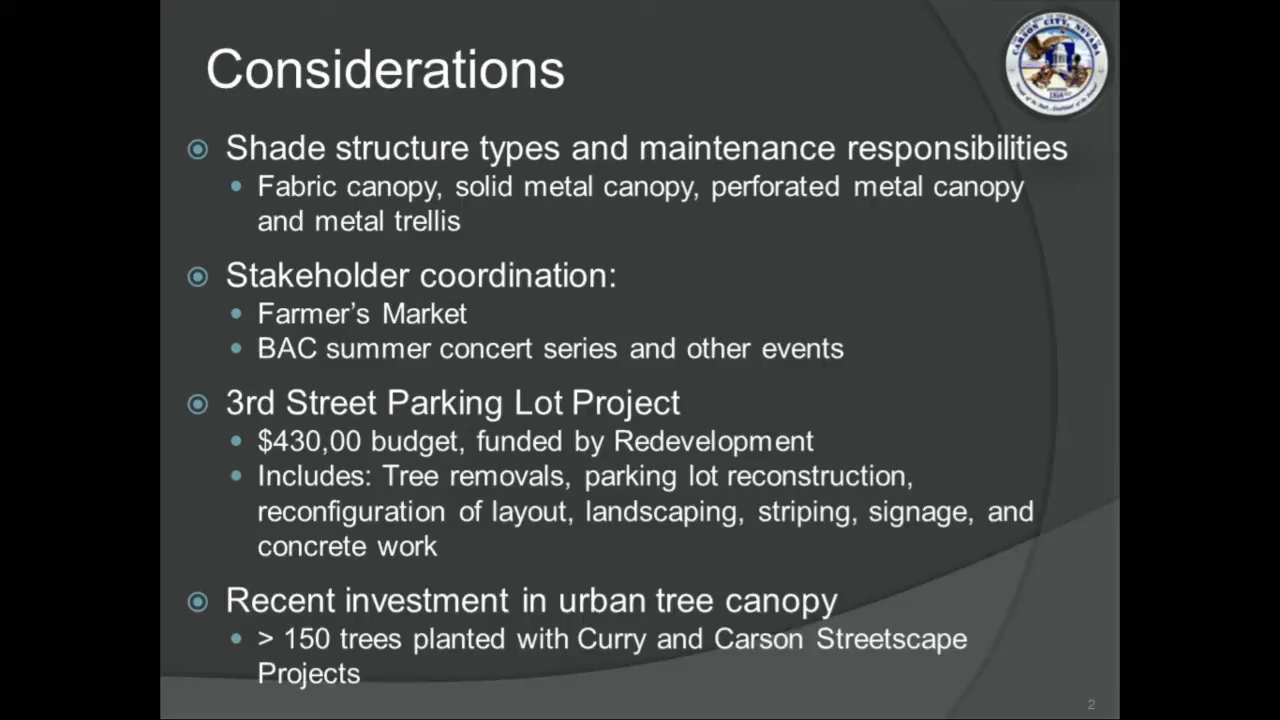 Considerations
CARSON CITY, NEVADA
Shade structure types and maintenance responsibilities
Fabric canopy, solid metal canopy, perforated metal canopy
and metal trellis
Stakeholder coordination:
Farmer’s Market
BAC summer concert series and other events
3rd Street Parking Lot Project
$430,00 budget, funded by Redevelopment
Includes: Tree removals, parking lot reconstruction,
reconfiguration of layout, landscaping, striping, signage, and
concrete work
Recent investment in urban tree canopy
> 150 trees planted with Curry and Carson Streetscape
Projects
2